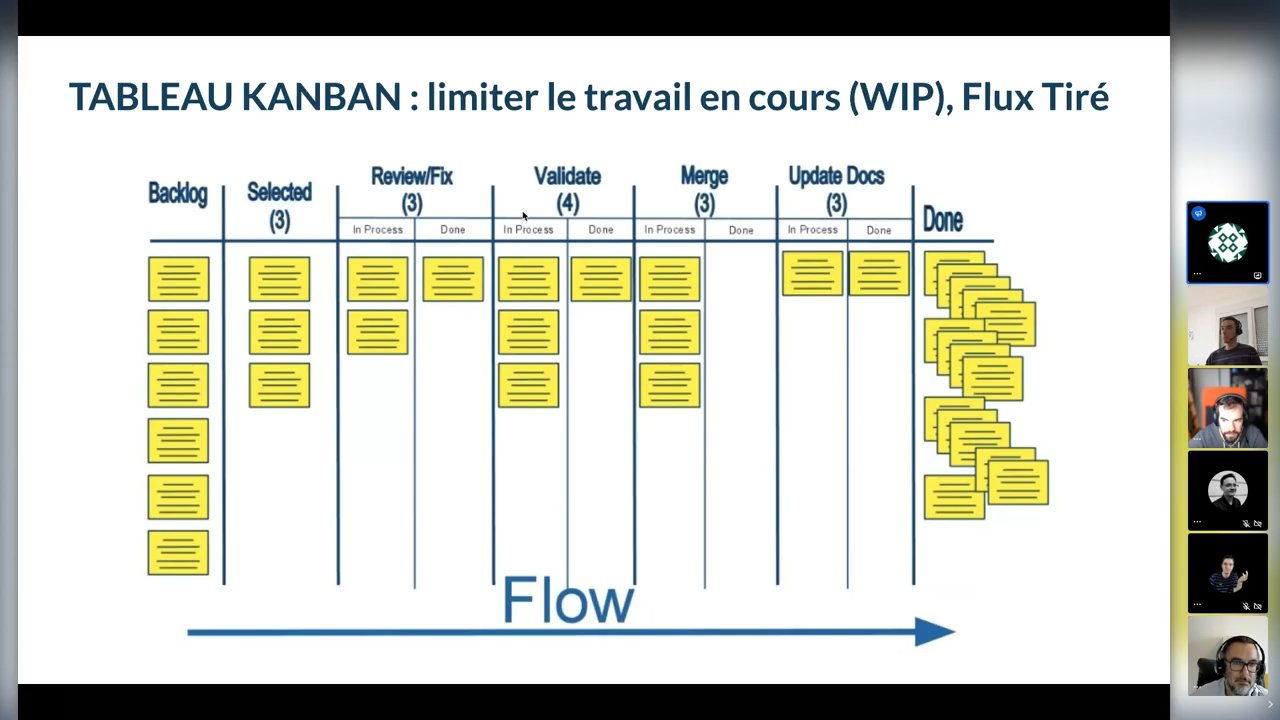 TABLEAU KANBAN : limiter le travail en cours (WIP), Flux Tiré
Backlog
Selected
(3)
Review/Fix
(3)
In Process
Done
Validate
(4)
In Process
Done
Merge
(3)
In Process
Done
Update Docs
(3)
In Process
Done
Done
Flow